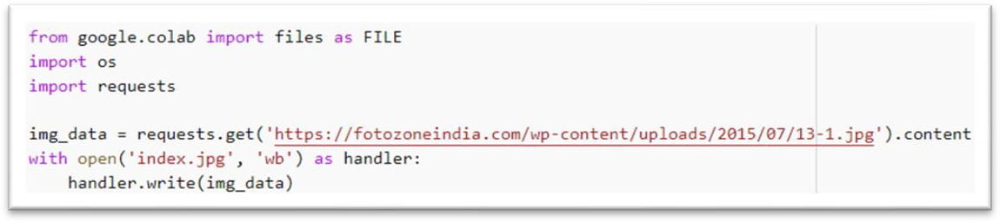 from google.colab import files as FILE
import os
import requests

img_data = requests.get('https://fotozoneindia.com/wp-content/uploads/2015/07/13-1.jpg').content
with open('index.jpg', 'wb') as handler:
    handler.write(img_data)